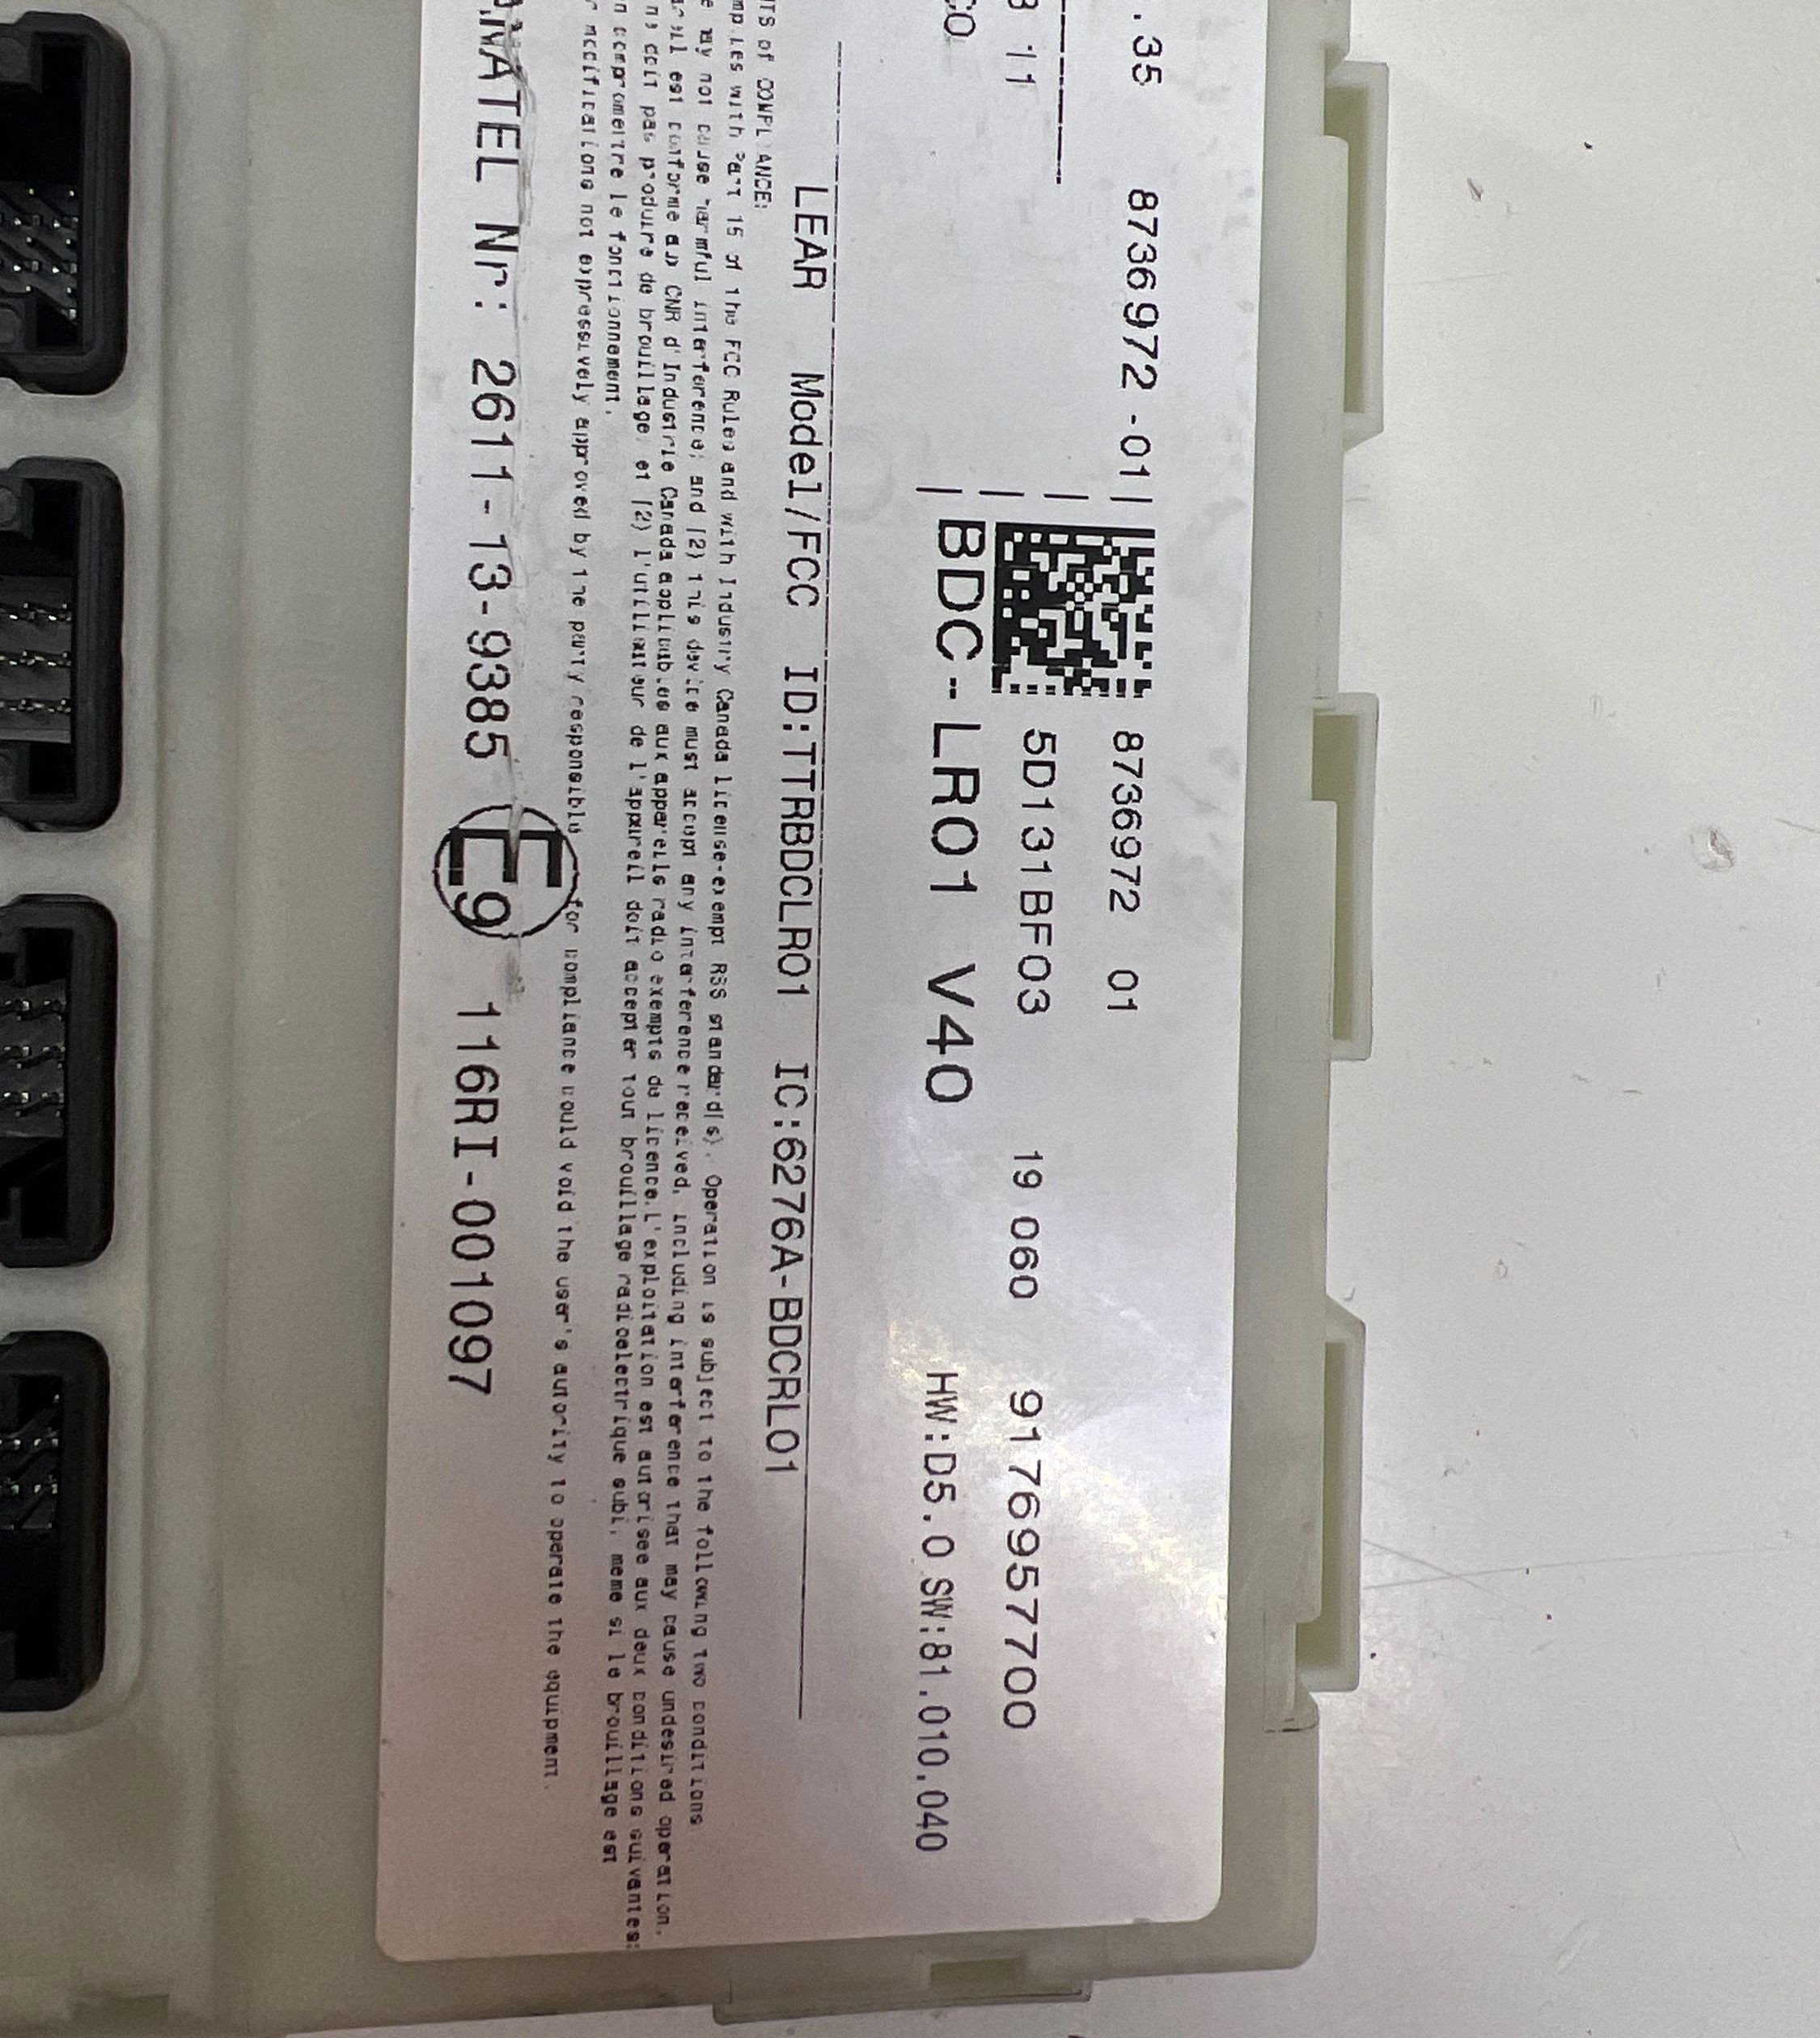 .35 8736972-01| 8736972 01
3 11 5D131BF03 19 060 9176957700
CO BDC--LR01 V40 HW:D5.0 SW:81.010.040
LEAR Model/FCC ID:TTRBDCLR01 IC:6276A-BDCRL01
NTS of COMPLIANCE:
mplies with Part 15 of the FCC Rules and with Industry Canada license-exempt RSS standard(s). Operation is subject to the following two conditions
e may not cause harmful interference; and (2) this device must accept any interference received, including interference that may cause undesired operation.
est conforme aux CNR d'Industrie Canada applicables aux appareils radio exempts de licence.L'exploitation est autorisee aux deux conditions suivantes:
doit pas produire de brouillage, et (2) l'utilisateur de l'appareil doit accepter tout brouillage radioelectrique subi, meme si le brouillage est
n compromettre le fonctionnement.
r modifications not expressively approved by the party responsible for compliance would void the user's autority to operate the equipment.
ANATEL Nr: 2611-13-9385 E9 116RI-001097